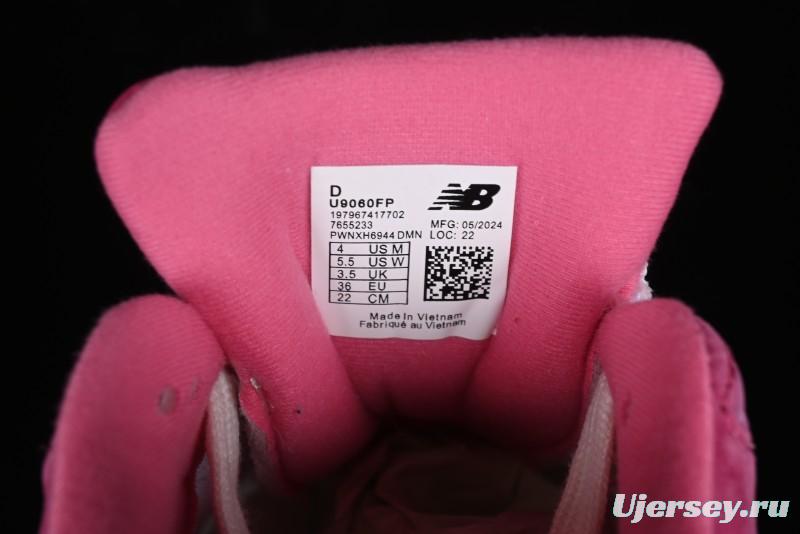 D
U9060FP
197967417702
7655233
PWNXH6944 DMN
NB
MFG: 05/2024
LOC: 22
4 US M
5.5 US W
3.5 UK
36 EU
22 CM
Made In Vietnam
Fabriqué au Vietnam
Ujersey.ru